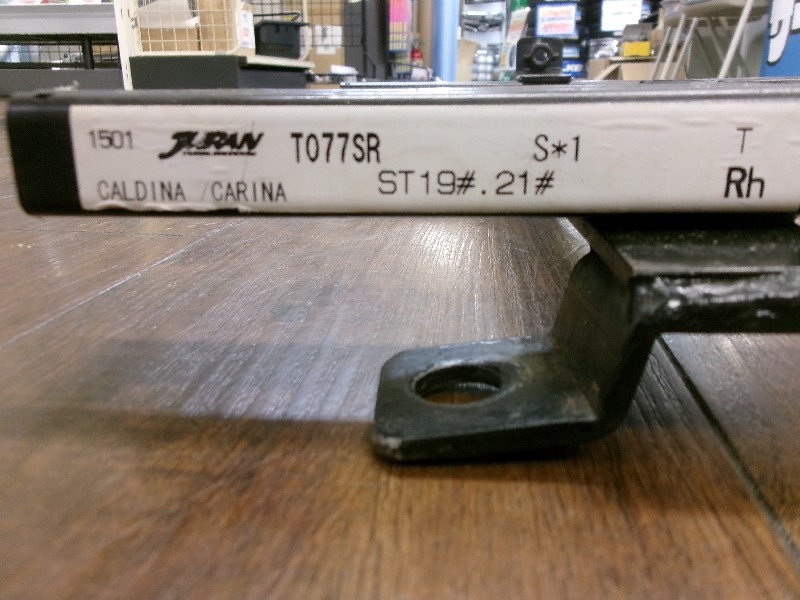 1501 JURAN T077SR S*1 T
CALDINA /CARINA ST19#.21# Rh